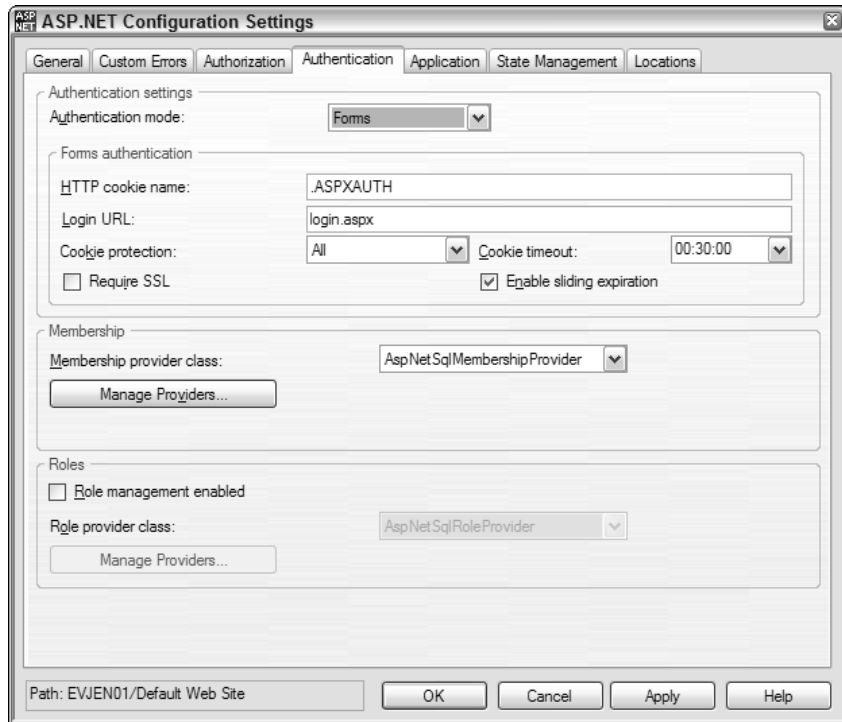 ASP NET ASP.NET Configuration Settings
General Custom Errors Authorization Authentication Application State Management Locations
Authentication settings
Authentication mode: Forms
Forms authentication
HTTP cookie name: .ASPXAUTH
Login URL: login.aspx
Cookie protection: All Cookie timeout: 00:30:00
Require SSL Enable sliding expiration
Membership
Membership provider class: AspNetSqlMembershipProvider
Manage Providers...
Roles
Role management enabled
Role provider class: AspNetSqlRoleProvider
Manage Providers...
Path: EVJEN01/Default Web Site OK Cancel Apply Help